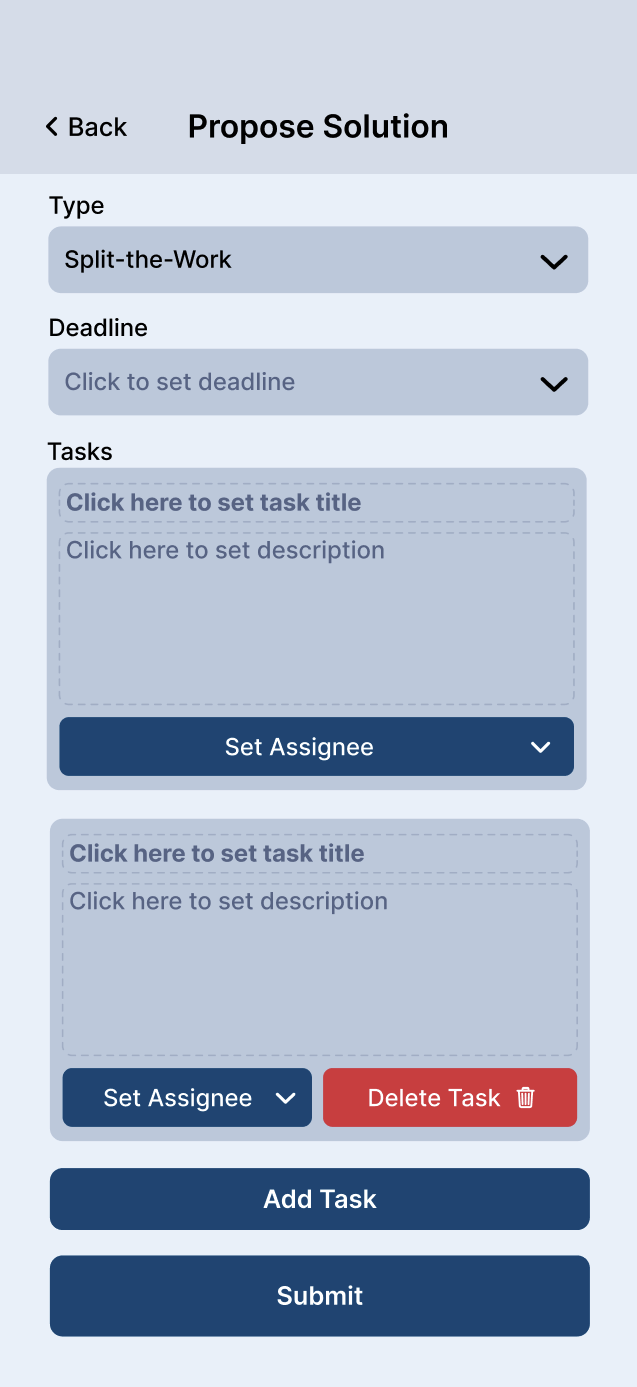 Back
Propose Solution
Type
Split-the-Work
Deadline
Click to set deadline
Tasks
Click here to set task title
Click here to set description
Set Assignee
Click here to set task title
Click here to set description
Set Assignee
Delete Task
Add Task
Submit